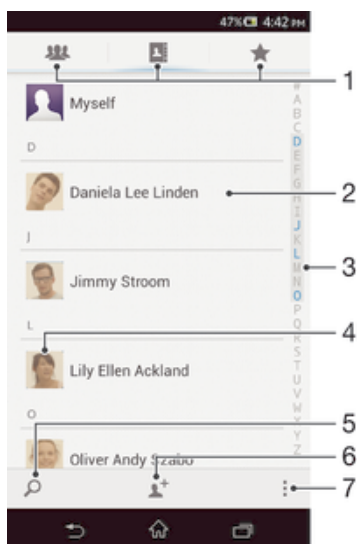 47% 4:42 PM
1
#
Myself
A
B
C
D
D
E
F
G
Daniela Lee Linden
2
H
I
J
J
K
L
3
M
N
Jimmy Stroom
O
P
Q
L
R
4
S
T
U
Lily Ellen Ackland
V
W
X
5
O
Y
Z
6
Oliver Andy Szabo
7